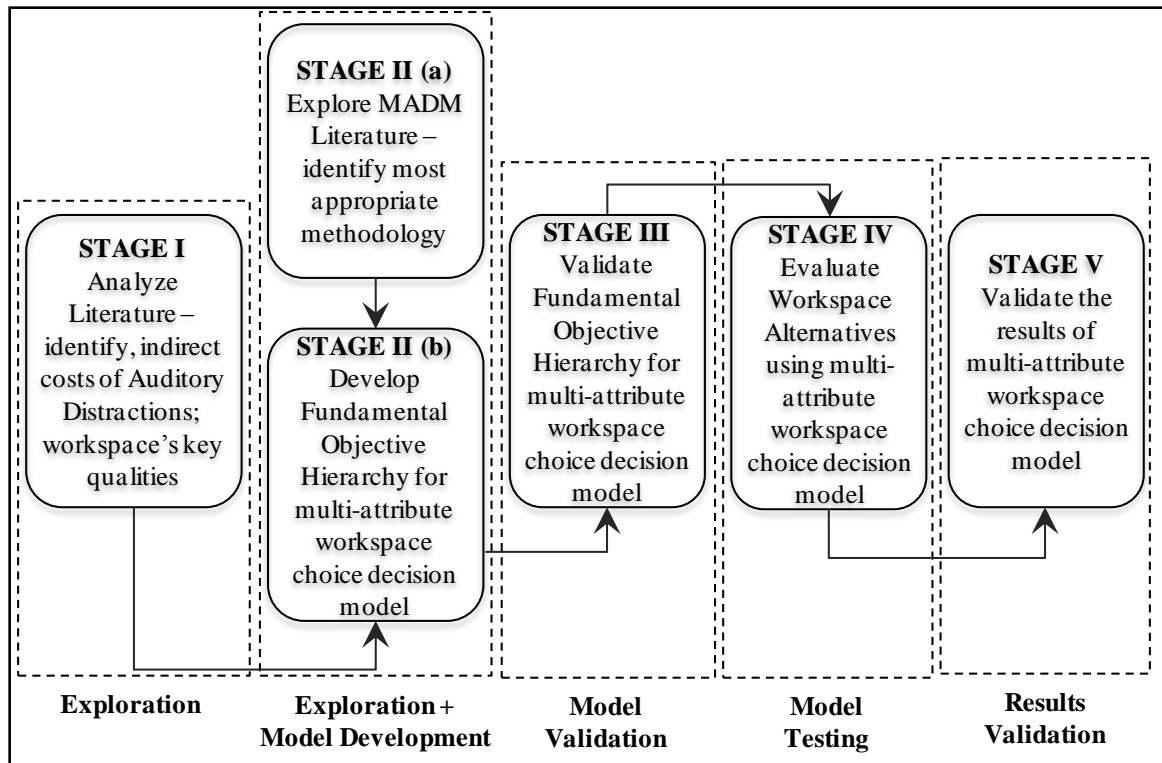 STAGE I
Analyze
Literature –
identify, indirect
costs of Auditory
Distractions;
workspace's key
qualities
STAGE II (a)
Explore MADM
Literature –
identify most
appropriate
methodology
STAGE II (b)
Develop
Fundamental
Objective
Hierarchy for
multi-attribute
workspace
choice decision
model
STAGE III
Validate
Fundamental
Objective
Hierarchy for
multi-attribute
workspace
choice decision
model
STAGE IV
Evaluate
Workspace
Alternatives
using multi-
attribute
workspace
choice decision
model
STAGE V
Validate the
results of
multi-attribute
workspace
choice decision
model
Exploration
Exploration +
Model Development
Model
Validation
Model
Testing
Results
Validation